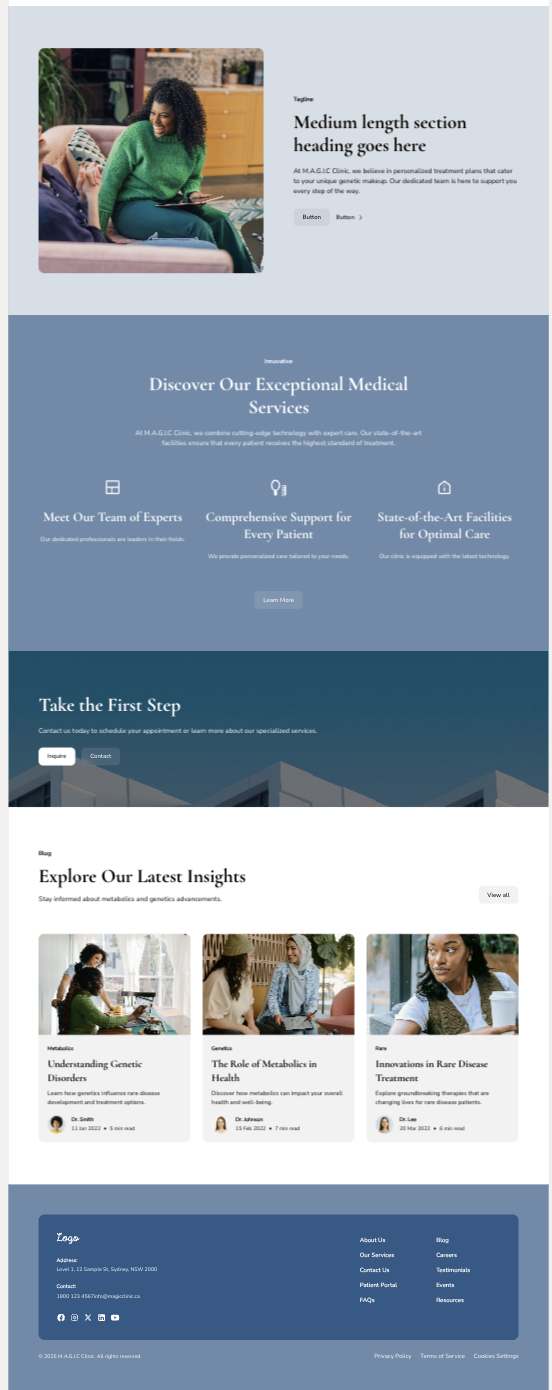 Tagline
Medium length section
heading goes here
At M.A.G.I.C Clinic, we believe in personalized treatment plans that cater
to your unique genetic makeup. Our dedicated team is here to support you
every step of the way.
Button Button >
Innovative
Discover Our Exceptional Medical
Services
At M.A.G.I.C Clinic, we combine cutting-edge technology with expert care. Our state-of-the-art
facilities ensure that every patient receives the highest standard of treatment.
Meet Our Team of Experts
Our dedicated professionals are leaders in their fields.
Comprehensive Support for
Every Patient
We provide personalized care tailored to your needs.
State-of-the-Art Facilities
for Optimal Care
Our clinic is equipped with the latest technology.
Learn More
Take the First Step
Contact us today to schedule your appointment or learn more about our specialized services.
Inquire Contact
Blog
Explore Our Latest Insights
Stay informed about metabolics and genetics advancements.
View all
Metabolics
Understanding Genetic
Disorders
Learn how genetics influence rare disease
development and treatment options.
Dr. Smith
11 Jan 2022 • 5 min read
Genetics
The Role of Metabolics in
Health
Discover how metabolics can impact your overall
health and well-being.
Dr. Johnson
15 Feb 2022 • 7 min read
Rare
Innovations in Rare Disease
Treatment
Explore groundbreaking therapies that are
changing lives for rare disease patients.
Dr. Lee
20 Mar 2022 • 6 min read
Logo
Address:
Level 1, 12 Sample St, Sydney, NSW 2000
Contact:
1800 123 4567info@magicclinic.ca
About Us
Our Services
Contact Us
Patient Portal
FAQs
Blog
Careers
Testimonials
Events
Resources
© 2025 M.A.G.I.C Clinic. All rights reserved.
Privacy Policy Terms of Service Cookies Settings